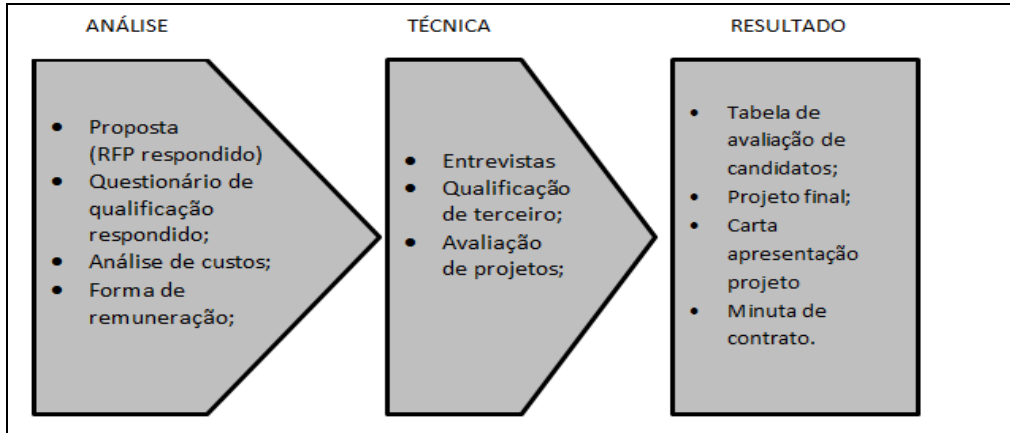 ANÁLISE
• Proposta
(RFP respondido)
• Questionário de
qualificação
respondido;
• Análise de custos;
• Forma de
remuneração;
TÉCNICA
• Entrevistas
• Qualificação
de terceiro;
• Avaliação
de projetos;
RESULTADO
• Tabela de
avaliação de
candidatos;
• Projeto final;
• Carta
apresentação
projeto
• Minuta de
contrato.